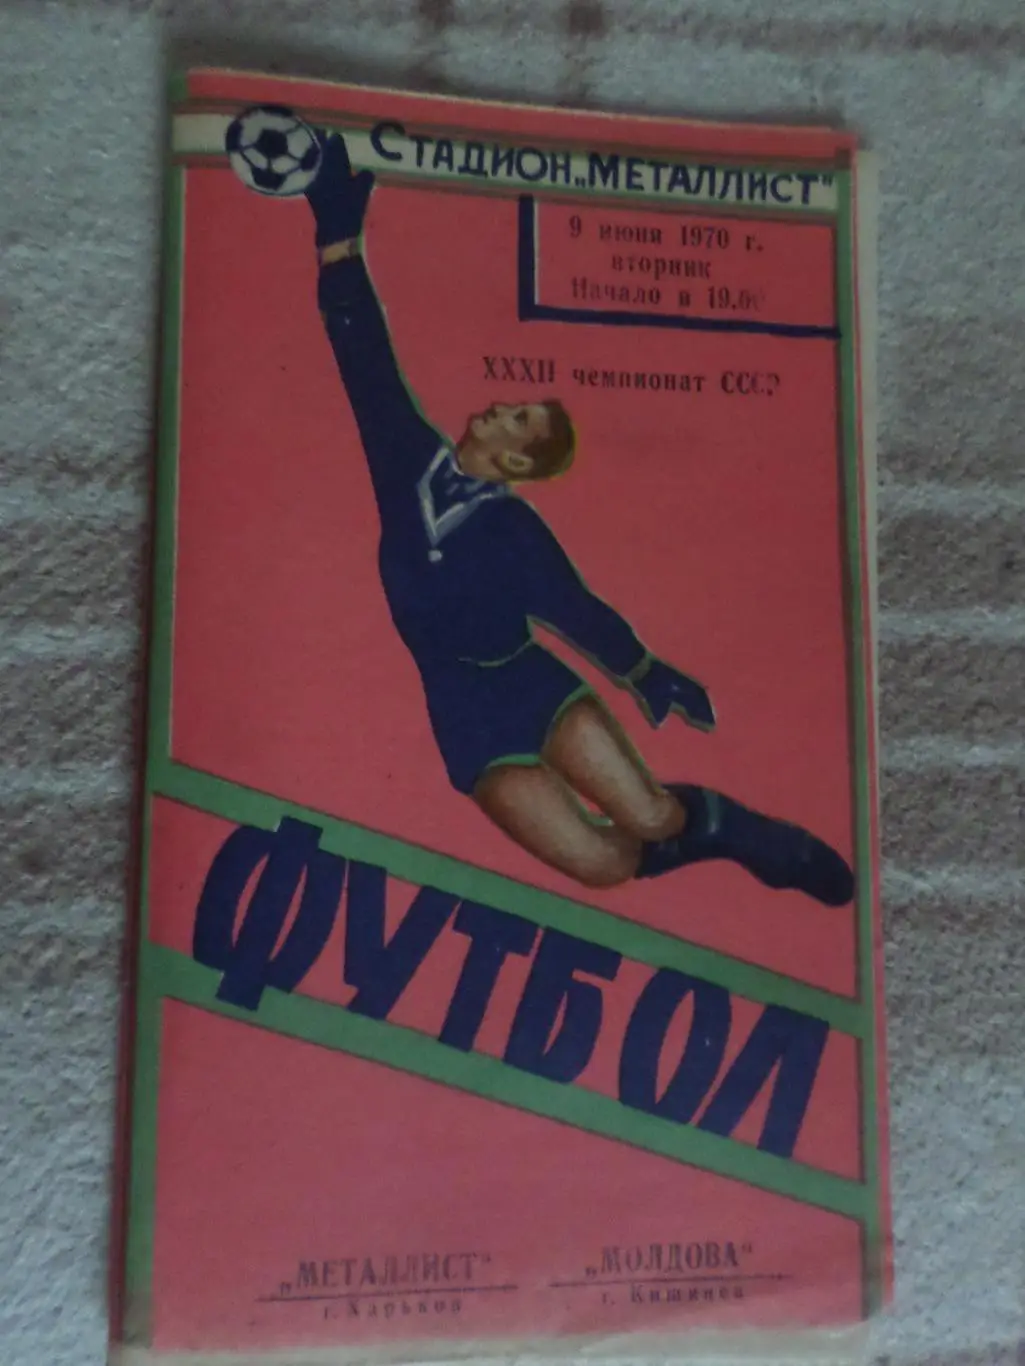 Стадион „Металлист“
9 июня 1970 г.
вторник
Начало в 19.00
XXXII чемпионат СССР
ФУТБОЛ
„МЕТАЛЛИСТ“
г. Харьков
„МОЛДОВА“
г. Кишинев